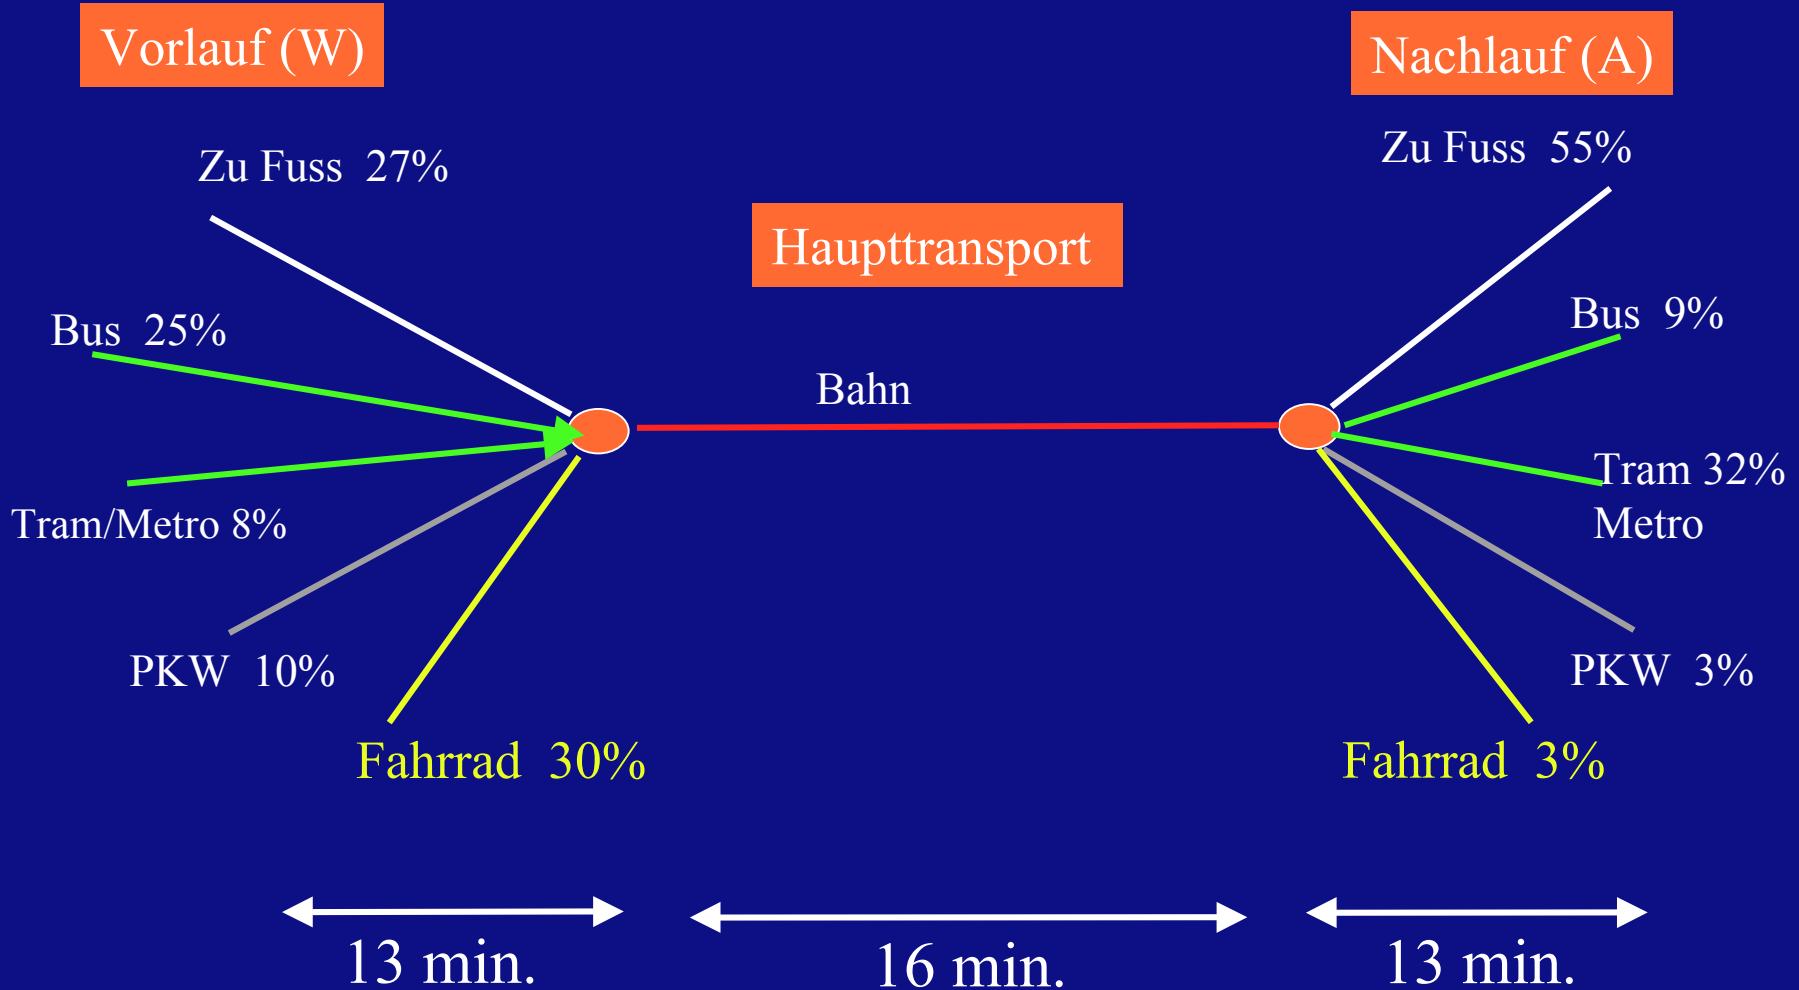 Vorlauf (W)
Nachlauf (A)
Zu Fuss 27%
Zu Fuss 55%
Haupttransport
Bus 25%
Bus 9%
Bahn
Tram/Metro 8%
Tram 32%
Metro
PKW 10%
PKW 3%
Fahrrad 30%
Fahrrad 3%
13 min.
16 min.
13 min.